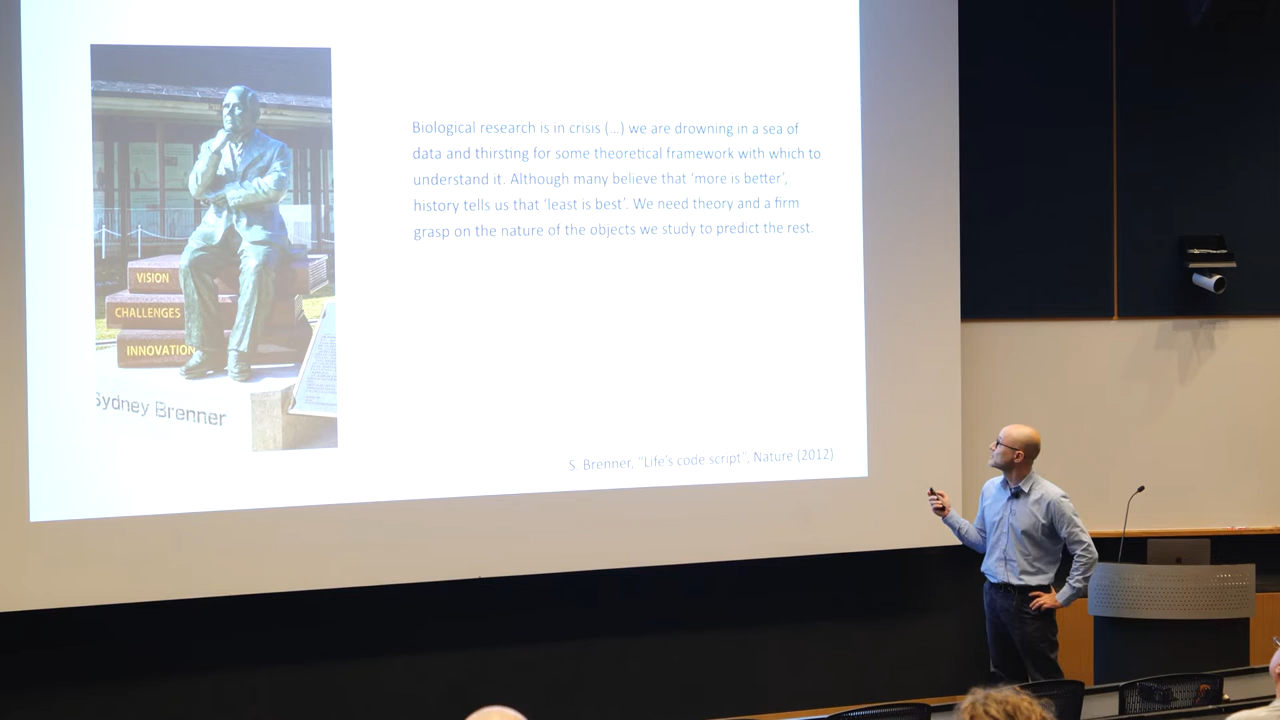 VISION
CHALLENGES
INNOVATION
Sydney Brenner
Biological research is in crisis (...) we are drowning in a sea of
data and thirsting for some theoretical framework with which to
understand it. Although many believe that ‘more is better’,
history tells us that ‘least is best’. We need theory and a firm
grasp on the nature of the objects we study to predict the rest.
S. Brenner, “Life’s code script”, Nature (2012)